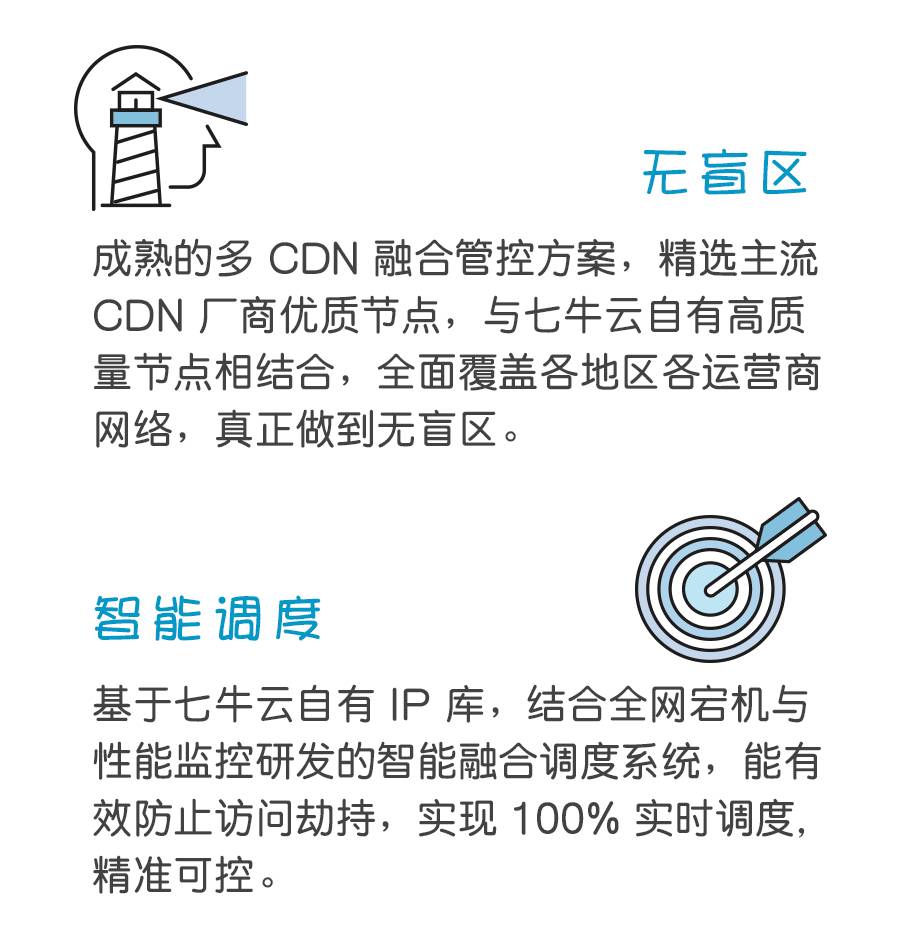 无盲区
成熟的多 CDN 融合管控方案，精选主流
CDN 厂商优质节点，与七牛云自有高质
量节点相结合，全面覆盖各地区各运营商
网络，真正做到无盲区。
智能调度
基于七牛云自有 IP 库，结合全网宕机与
性能监控研发的智能融合调度系统，能有
效防止访问劫持，实现 100% 实时调度,
精准可控。